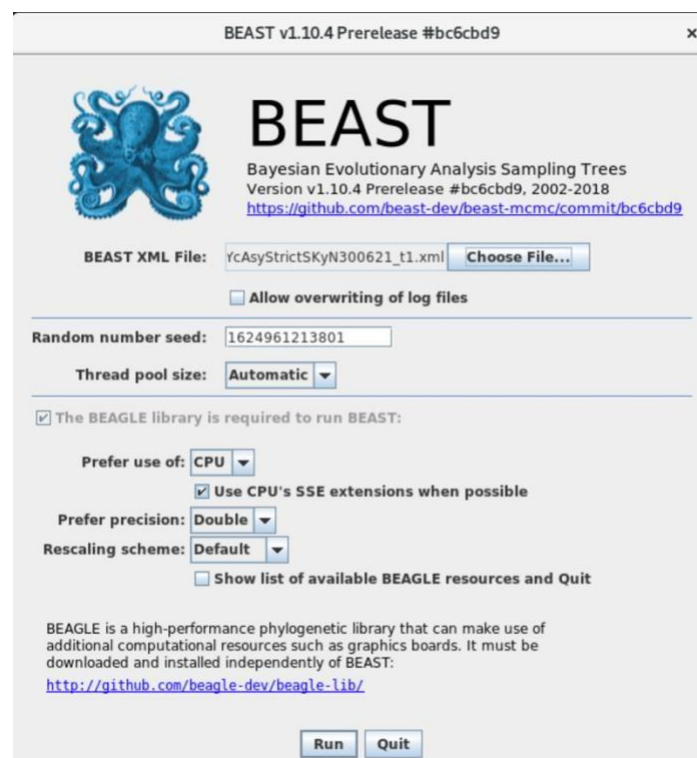 BEAST v1.10.4 Prerelease #bc6cbd9
×
BEAST
Bayesian Evolutionary Analysis Sampling Trees
Version v1.10.4 Prerelease #bc6cbd9, 2002-2018
https://github.com/beast-dev/beast-mcmc/commit/bc6cbd9
BEAST XML File: YcAsyStrictSKyN300621_t1.xml Choose File...
Allow overwriting of log files
Random number seed: 1624961213801
Thread pool size: Automatic
The BEAGLE library is required to run BEAST:
Prefer use of: CPU
Use CPU's SSE extensions when possible
Prefer precision: Double
Rescaling scheme: Default
Show list of available BEAGLE resources and Quit
BEAGLE is a high-performance phylogenetic library that can make use of
additional computational resources such as graphics boards. It must be
downloaded and installed independently of BEAST:
http://github.com/beagle-dev/beagle-lib/
Run Quit